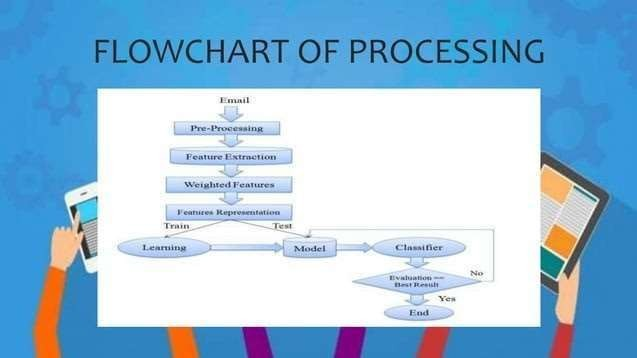 FLOWCHART OF PROCESSING
Email
Pre-Processing
Feature Extraction
Weighted Features
Features Representation
Train
Test
Learning
Model
Classifier
Evaluation ==
Best Result
No
Yes
End